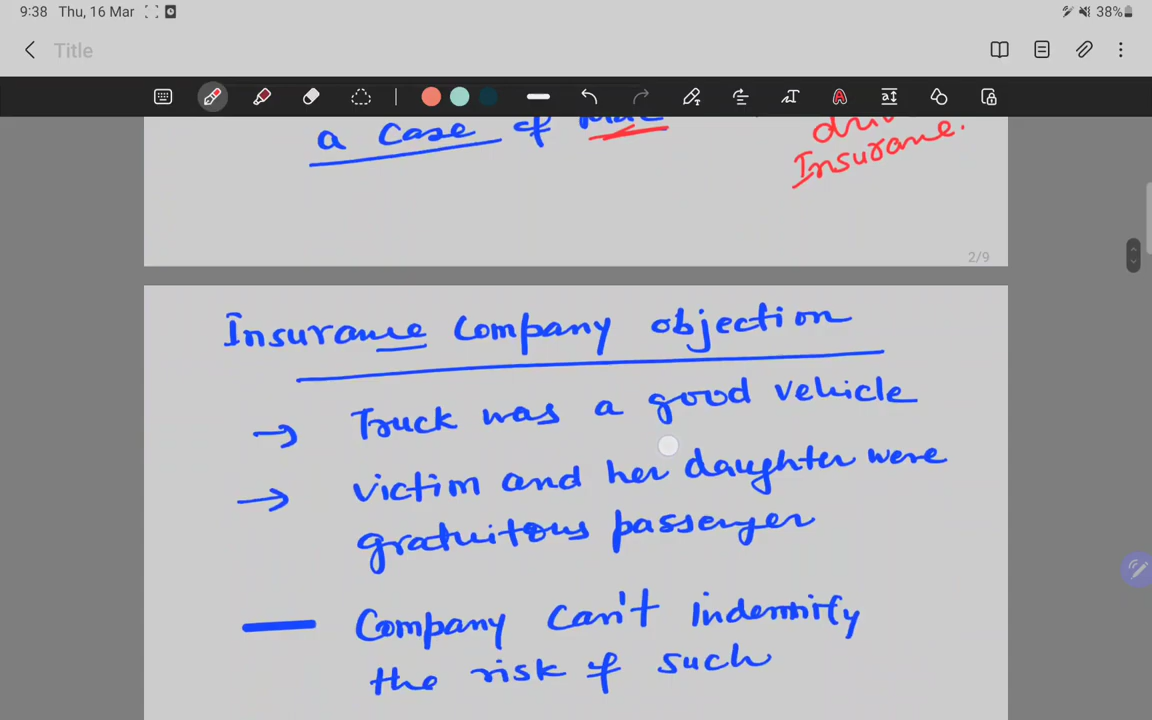 9:38 Thu, 16 Mar
38%
Title
a case of
Insurane.
2/9
Insurance Company objection
→ Truck was a good vehicle
→ victim and her daughter were
gratuitous passenger
— Company can't indemnify
the risk of such